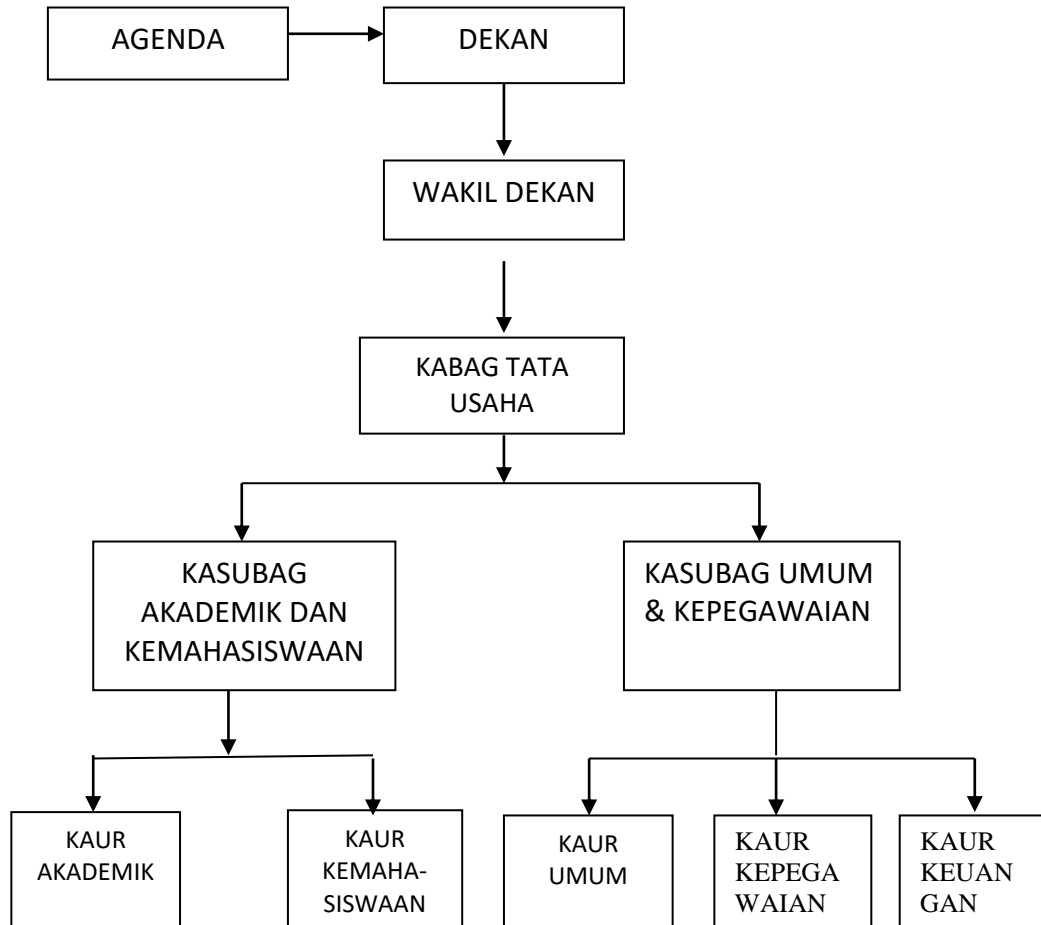 AGENDA
DEKAN
WAKIL DEKAN
KABAG TATA
USAHA
KASUBAG
AKADEMIK DAN
KEMAHASISWAAN
KASUBAG UMUM
& KEPEGAWAIAN
KAUR
AKADEMIK
KAUR
KEMAHA-
SISWAAN
KAUR
UMUM
KAUR
KEPEGA
WAIAN
KAUR
KEUAN
GAN